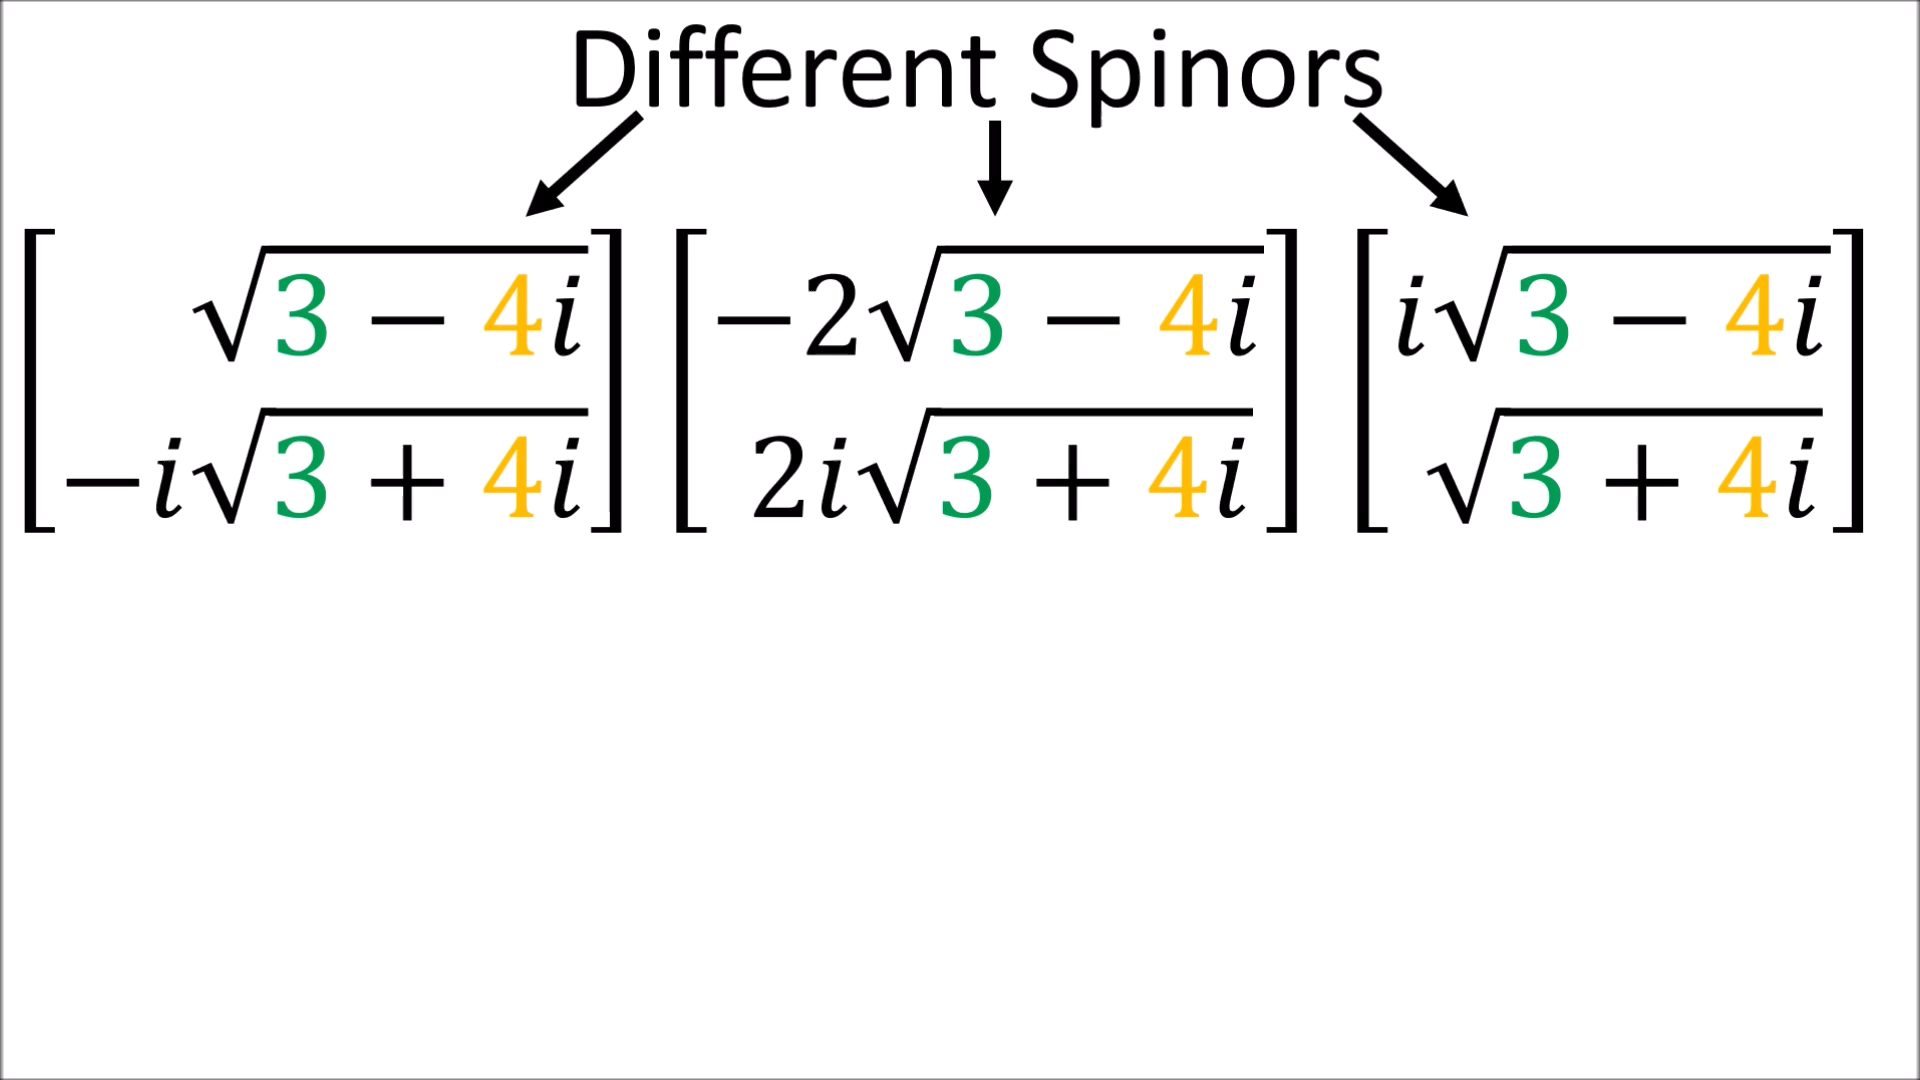 Different Spinors
√3 − 4i −2√3 − 4i i√3 − 4i
−i√3 + 4i 2i√3 + 4i √3 + 4i